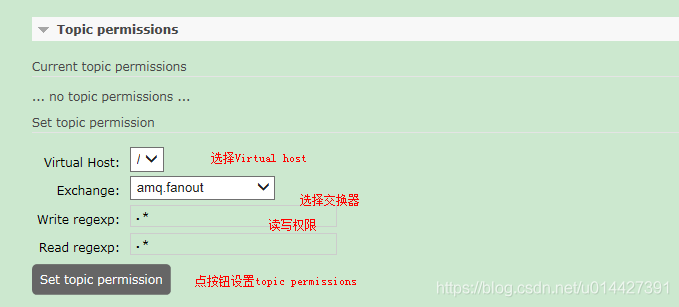 Topic permissions
Current topic permissions
... no topic permissions ...
Set topic permission
Virtual Host: / 选择Virtual host
Exchange: amq.fanout 选择交换器
Write regexp: .* 读写权限
Read regexp: .*
Set topic permission 点按钮设置topic permissions
https://blog.csdn.net/u014427391